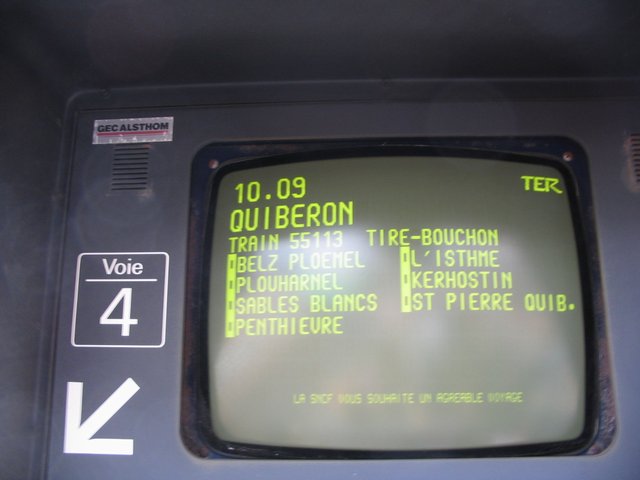 GEC ALSTHOM
10.09
TER
QUIBERON
TRAIN 55113 TIRE-BOUCHON
BELZ PLOEMEL
L'ISTHME
PLOUHARNEL
KERHOSTIN
SABLES BLANCS
ST PIERRE QUIB.
PENTHIEVRE
LA SNCF VOUS SOUHAITE UN AGREABLE VOYAGE
Voie
4